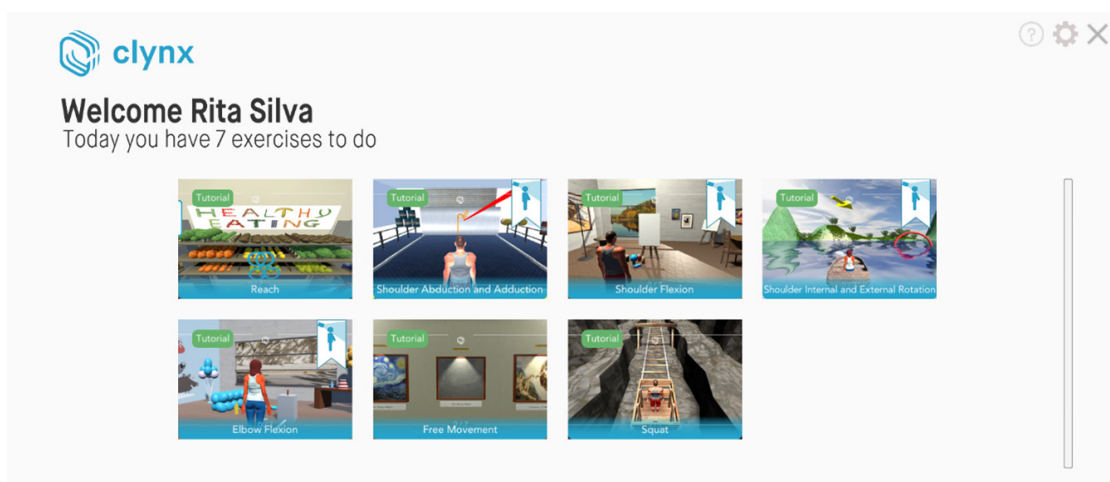 clynx
Welcome Rita Silva
Today you have 7 exercises to do
Tutorial
HEALTHY
EATING
Reach
Tutorial
Shoulder Abduction and Adduction
Tutorial
Shoulder Flexion
Tutorial
Shoulder Internal and External Rotation
Tutorial
Elbow Flexion
Tutorial
Free Movement
Tutorial
Squat